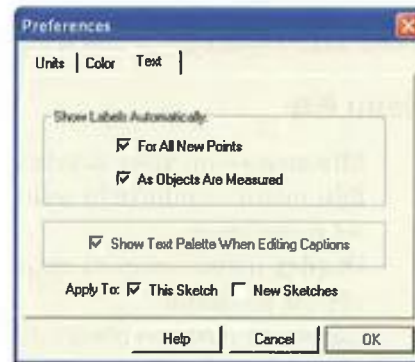 Preferences
Units Color Text
Show Labels Automatically:
For All New Points
As Objects Are Measured
Show Text Palette When Editing Captions
Apply To: This Sketch New Sketches
Help Cancel OK